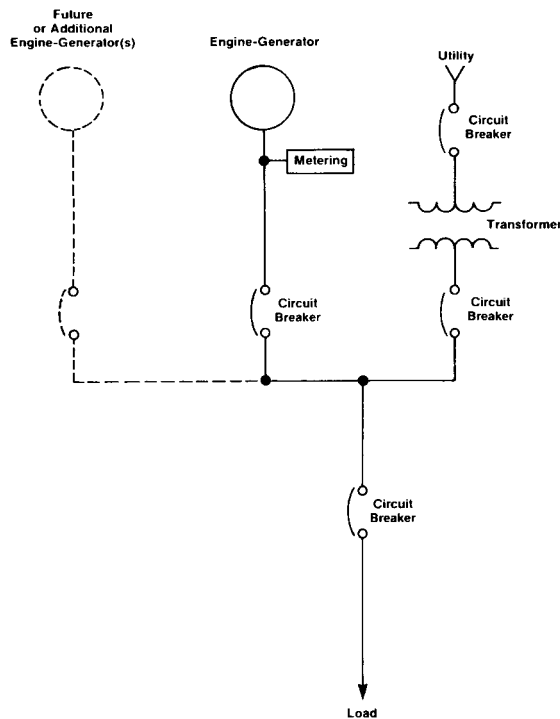 Future
or Additional
Engine-Generator(s)
Engine-Generator
Utility
Circuit
Breaker
Metering
Transformer
Circuit
Breaker
Circuit
Breaker
Circuit
Breaker
Load